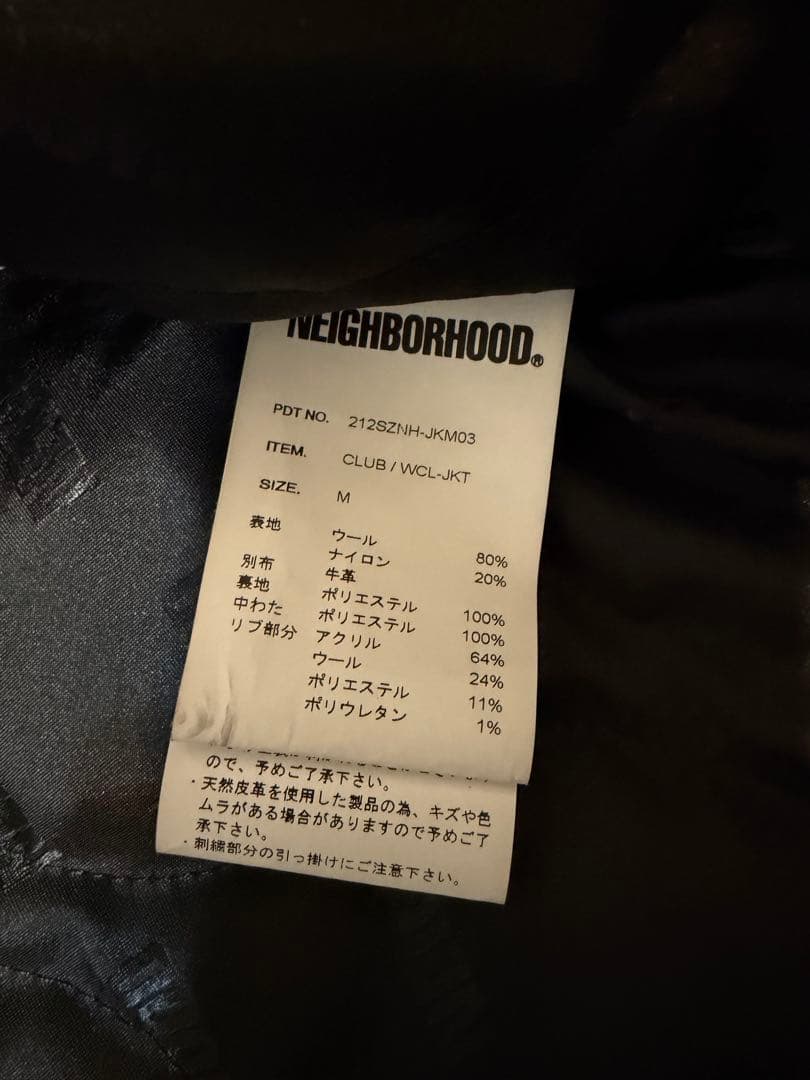 NEIGHBORHOOD®
PDT NO. 212SZNH-JKM03
ITEM. CLUB / WCL-JKT
SIZE. M
表地 ウール 80%
ナイロン 20%
別布 牛革
裏地 ポリエステル 100%
中わた ポリエステル 100%
リブ部分 アクリル 64%
ウール 24%
ポリエステル 11%
ポリウレタン 1%
ので、予めご了承下さい。
・天然皮革を使用した製品の為、キズや色
ムラがある場合がありますので予めご了
承下さい。
・刺繍部分の引っ掛けにご注意下さい。